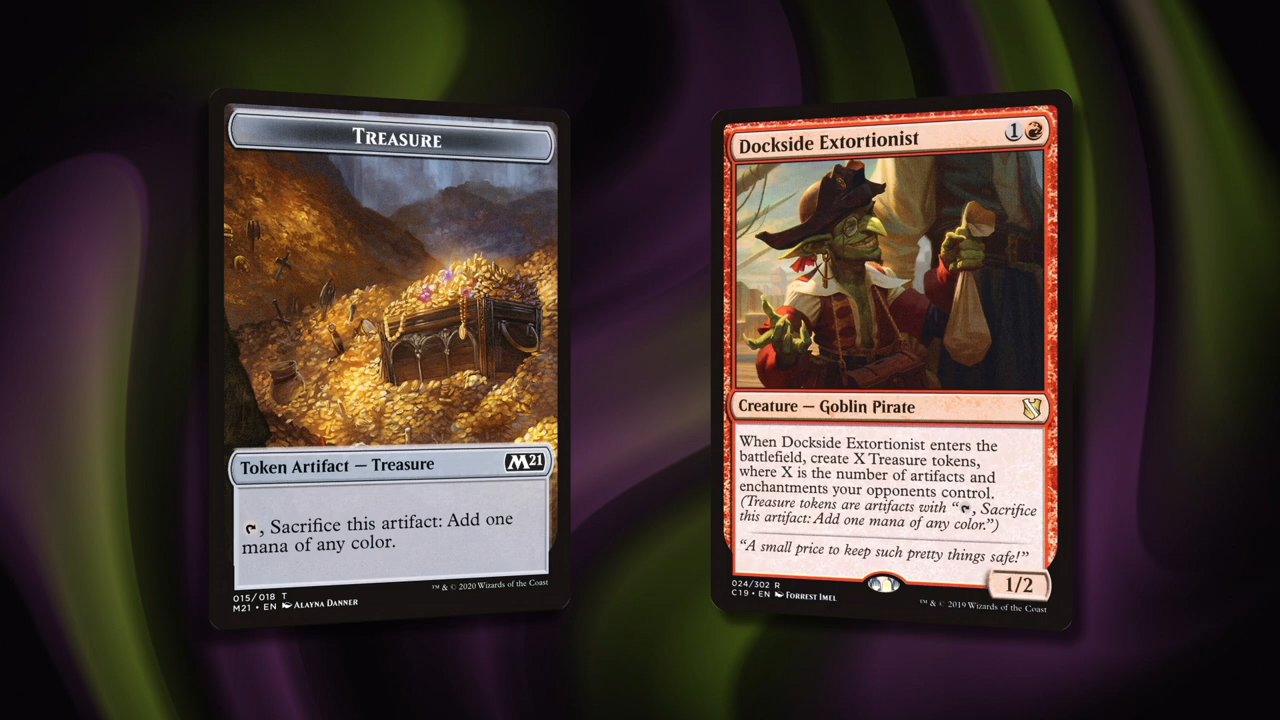 TREASURE
Token Artifact — Treasure
M21
, Sacrifice this artifact: Add one
mana of any color.
015/018 T
M21 • EN ALAYNA DANNER
™ & © 2020 Wizards of the Coast
Dockside Extortionist
1
Creature — Goblin Pirate
When Dockside Extortionist enters the
battlefield, create X Treasure tokens,
where X is the number of artifacts and
enchantments your opponents control.
(Treasure tokens are artifacts with “, Sacrifice
this artifact: Add one mana of any color.”)
“A small price to keep such pretty things safe!”
1/2
024/302 R
C19 • EN FORREST IMEL
™ & © 2019 Wizards of the Coast